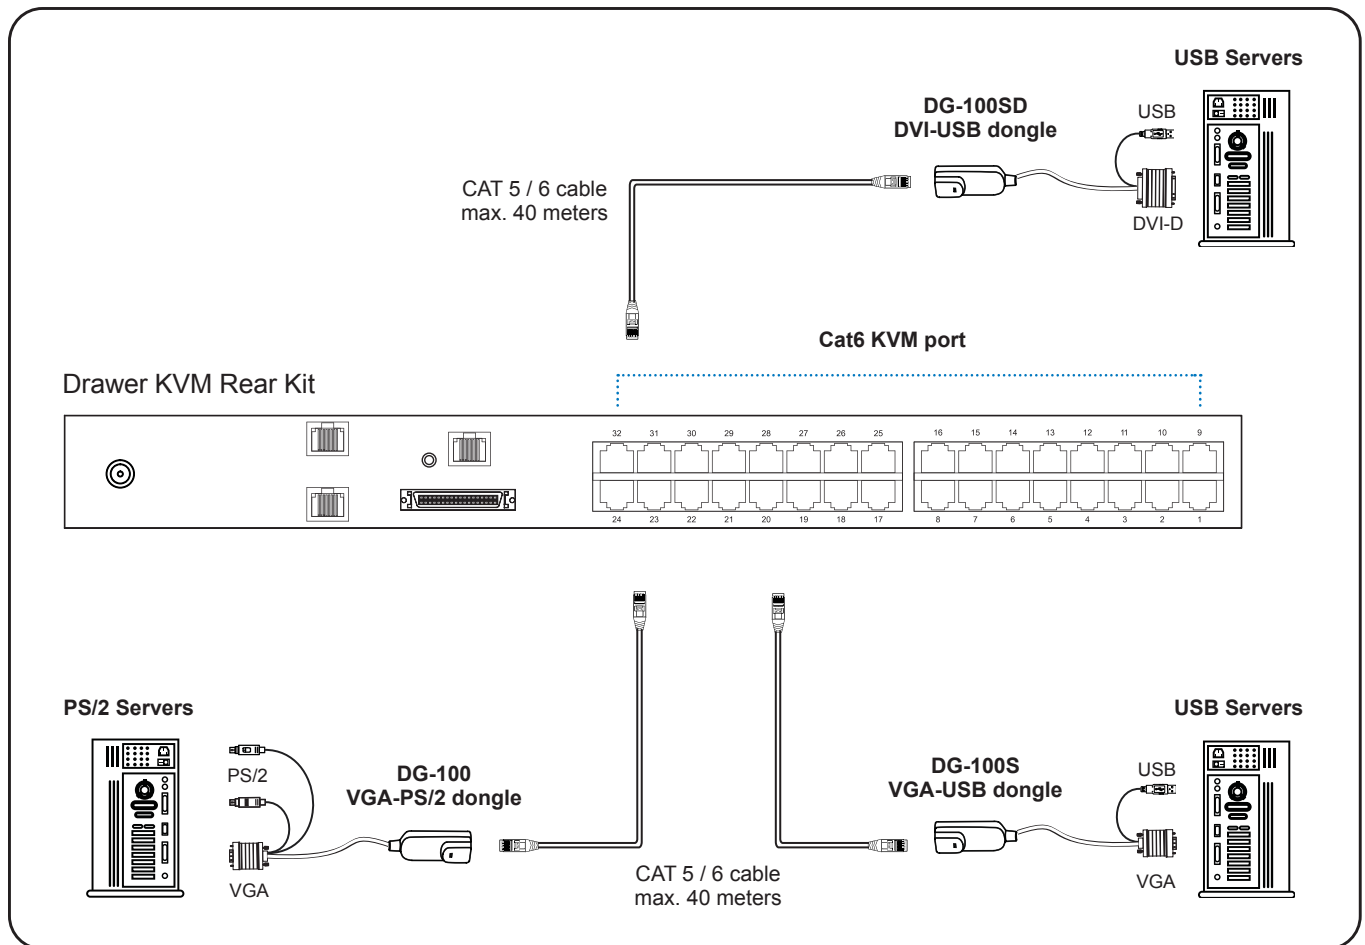 USB Servers
DG-100SD
DVI-USB dongle
USB
CAT 5 / 6 cable
max. 40 meters
DVI-D
Cat6 KVM port
Drawer KVM Rear Kit
32 31 30 29 28 27 26 25 16 15 14 13 12 11 10 9
24 23 22 21 20 19 18 17 8 7 6 5 4 3 2 1
PS/2 Servers
USB Servers
PS/2
DG-100
VGA-PS/2 dongle
DG-100S
VGA-USB dongle
USB
VGA
CAT 5 / 6 cable
max. 40 meters
VGA